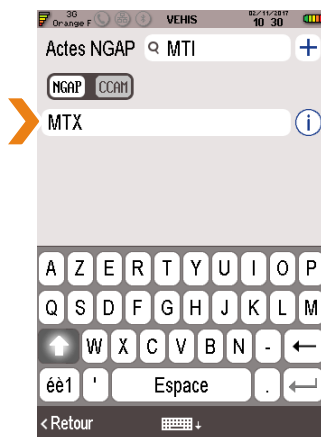 3G
Orange F VEHIS 02/11/2017
10 30
Actes NGAP MTI +
NGAP CCAM
MTX i
A Z E R T Y U I O P
Q S D F G H J K L M
W X C V B N - ←
éè1 ' Espace .
< Retour